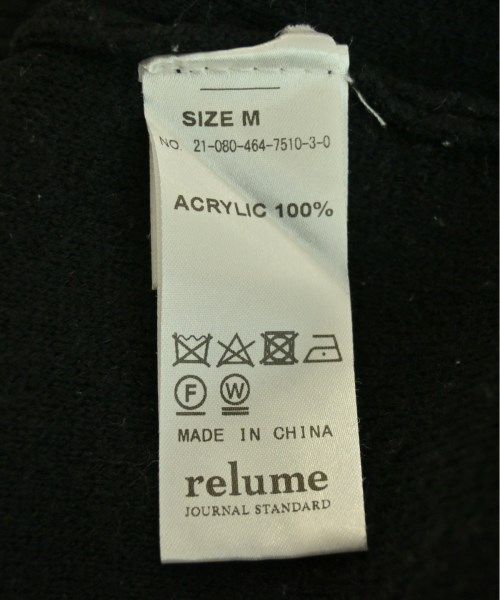 SIZE M
NO. 21-080-464-7510-3-0
ACRYLIC 100%
F W
MADE IN CHINA
relume
JOURNAL STANDARD